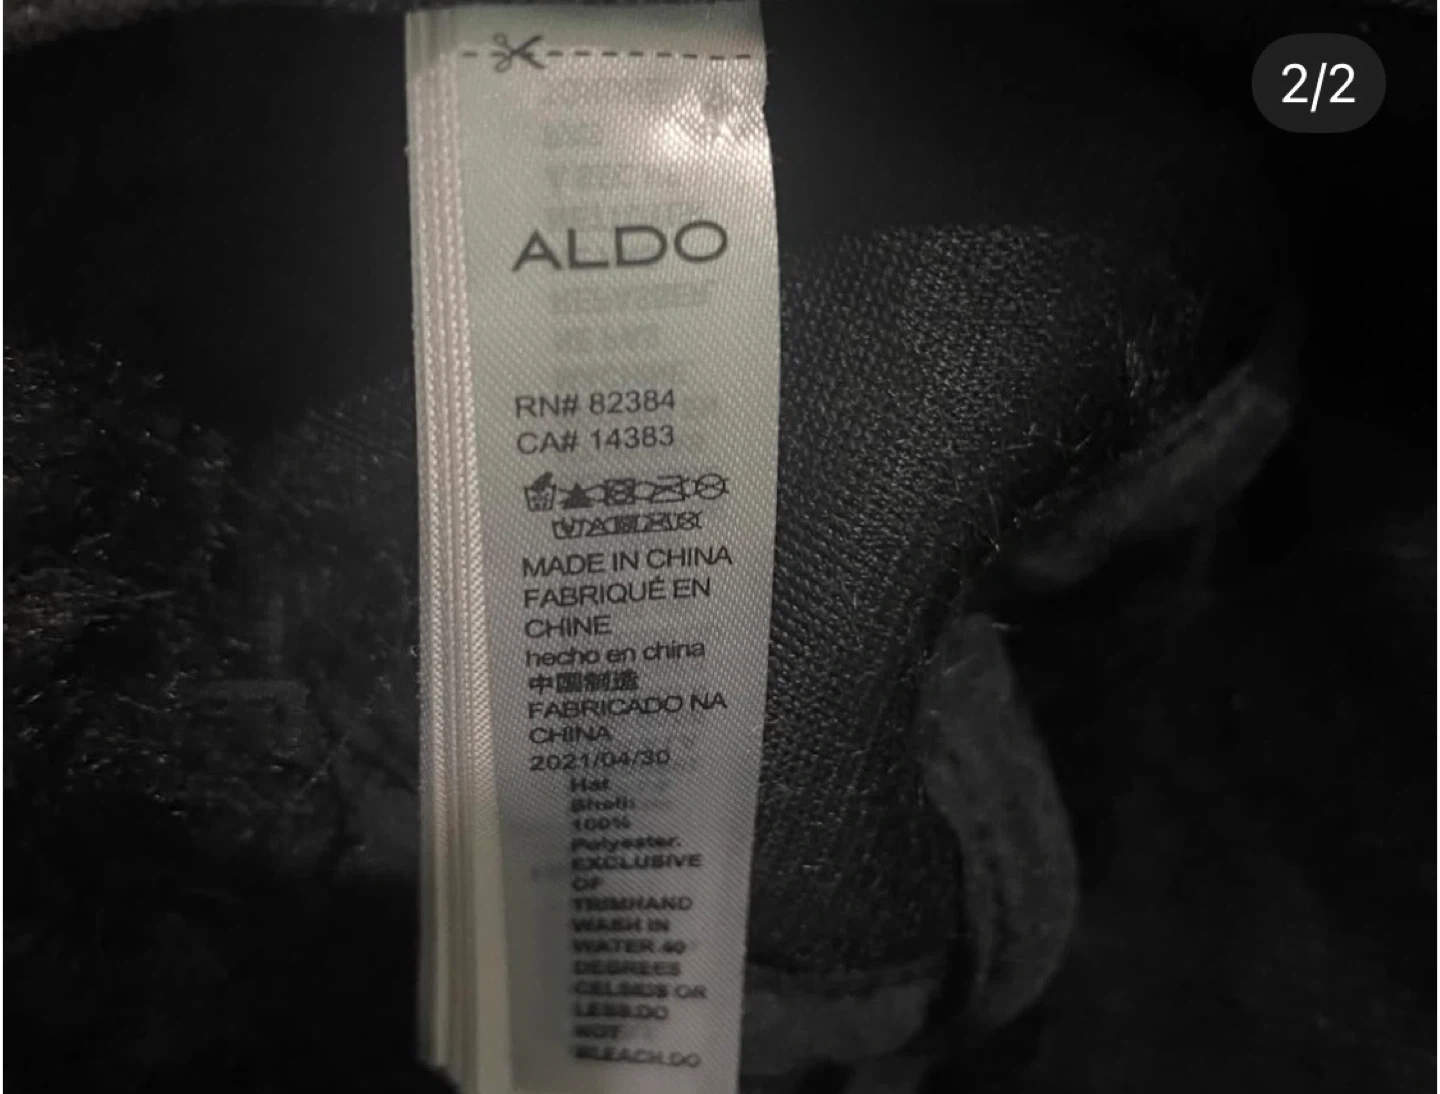 2/2
ALDO
RN# 82384
CA# 14383
MADE IN CHINA
FABRIQUÉ EN
CHINE
hecho en china
中国制造
FABRICADO NA
CHINA
2021/04/30
Hat
Shell:
100%
Polyester.
EXCLUSIVE
OF
TRIMHAND
WASH IN
WATER 40
DEGREES
CELSIUS OR
LESS.DO
NOT
BLEACH.DO